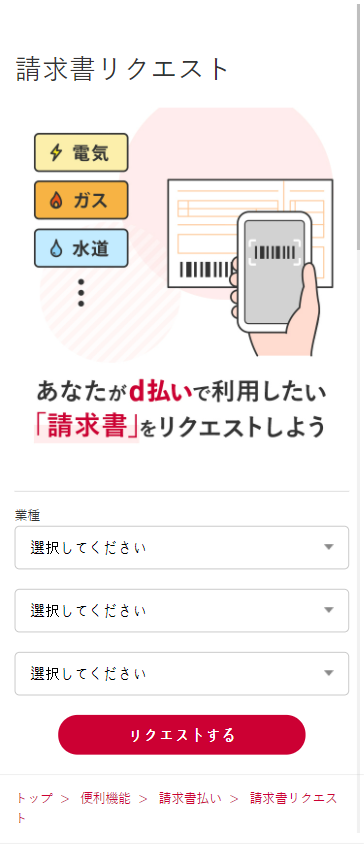 請求書リクエスト
電気
ガス
水道
あなたがd払いで利用したい
「請求書」をリクエストしよう
業種
選択してください
選択してください
選択してください
リクエストする
トップ ＞ 便利機能 ＞ 請求書払い ＞ 請求書リクエス
ト